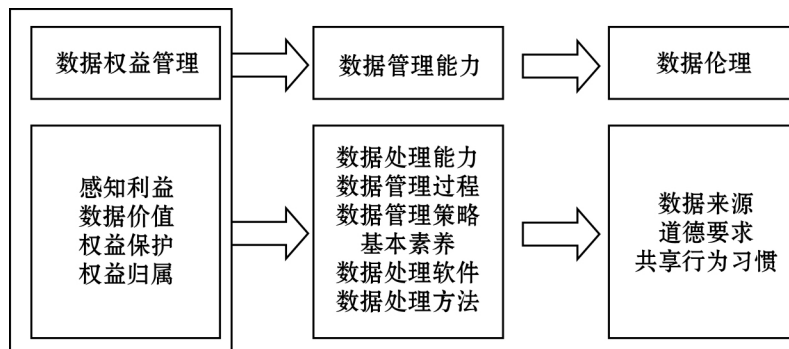 数据权益管理
数据管理能力
数据伦理
感知利益
数据价值
权益保护
权益归属
数据处理能力
数据管理过程
数据管理策略
基本素养
数据处理软件
数据处理方法
数据来源
道德要求
共享行为习惯